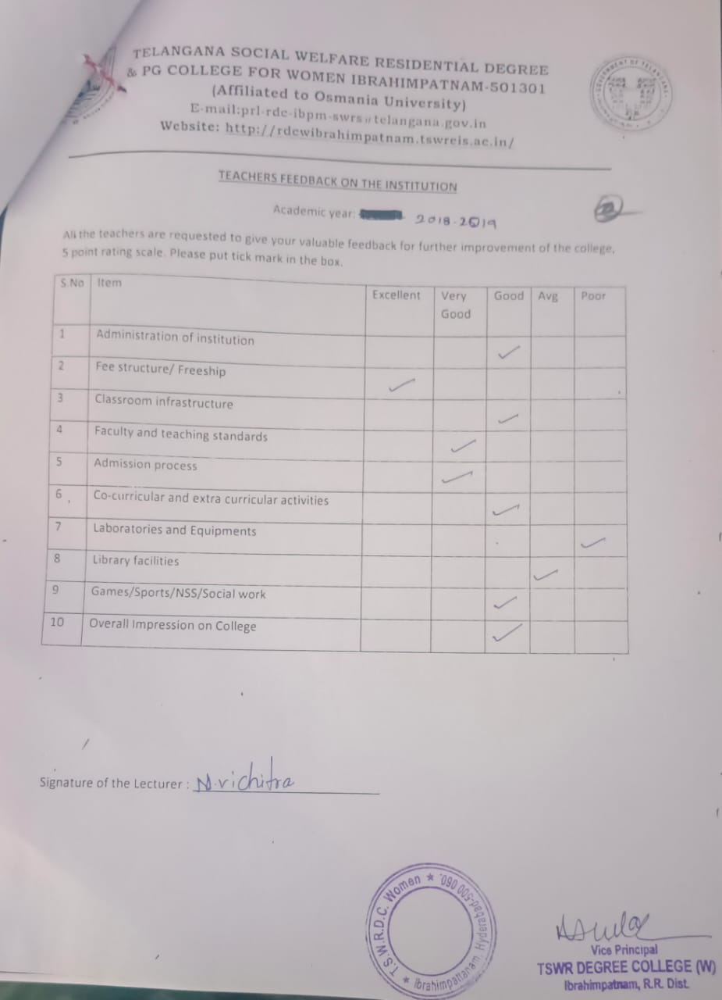 TELANGANA SOCIAL WELFARE RESIDENTIAL DEGREE
& PG COLLEGE FOR WOMEN IBRAHIMPATNAM-501301
(Affiliated to Osmania University)
E-mail:prl-rdc-ibpm-swrs@telangana.gov.in
Website: http://rdcwibrahimpatnam.tswreis.ac.in/
GOVERNMENT OF TELANGANA
TEACHERS FEEDBACK ON THE INSTITUTION
Academic year: 2018-2019
All the teachers are requested to give your valuable feedback for further improvement of the college,
5 point rating scale. Please put tick mark in the box.
S.No Item Excellent Very Good Good Avg Poor
1 Administration of institution ✓
2 Fee structure/ Freeship ✓
3 Classroom infrastructure ✓
4 Faculty and teaching standards ✓
5 Admission process ✓
6 Co-curricular and extra curricular activities ✓
7 Laboratories and Equipments ✓
8 Library facilities ✓
9 Games/Sports/NSS/Social work ✓
10 Overall Impression on College ✓
Signature of the Lecturer : N.vichitra
T.S.W.R.D.C. Women ★ Ibrahimpattanam, Hyderabad-500 060. ★
Vice Principal
TSWR DEGREE COLLEGE (W)
Ibrahimpatnam, R.R. Dist.